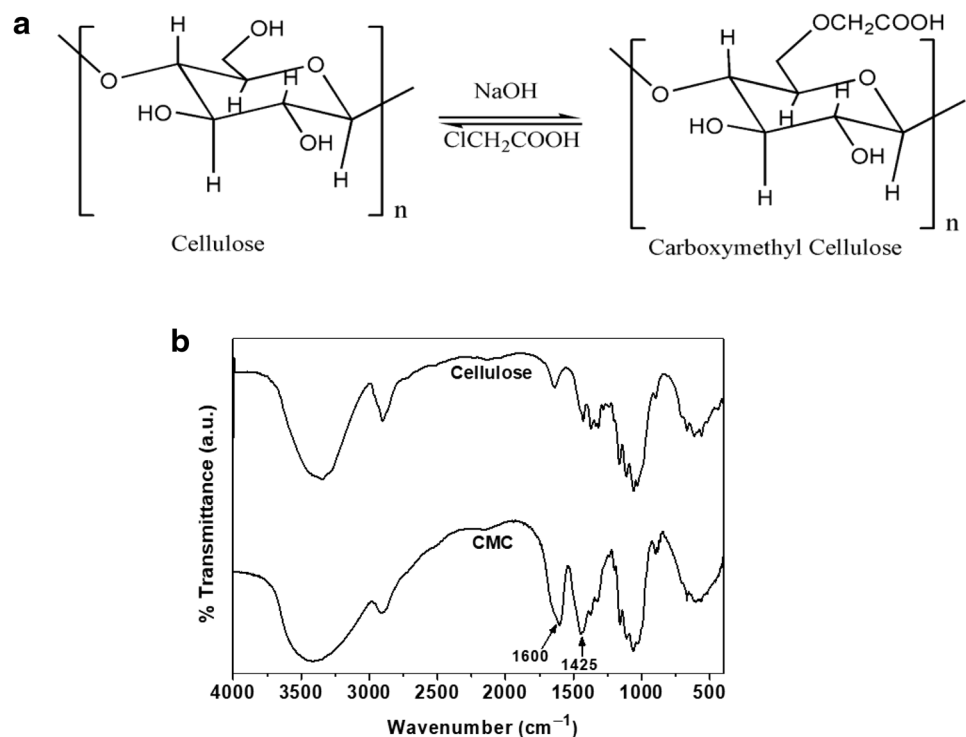 a
H
OH
O
O
H
HO
H
OH
H
H
n
Cellulose
NaOH
ClCH₂COOH
OCH₂COOH
H
O
O
H
H
HO
OH
H
H
n
Carboxymethyl Cellulose
b
% Transmittance (a.u.)
Cellulose
CMC
1600
1425
4000 3500 3000 2500 2000 1500 1000 500
Wavenumber (cm⁻¹)